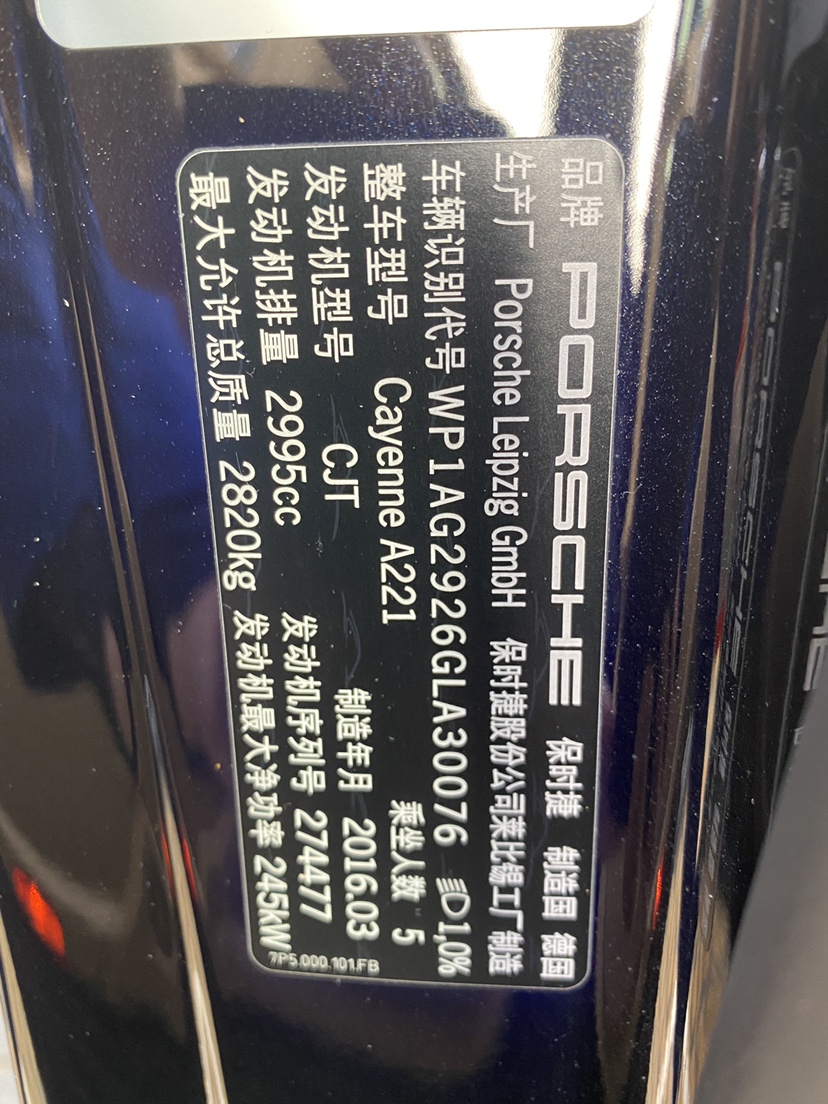 品牌 PORSCHE 保时捷 制造国 德国
生产厂 Porsche Leipzig GmbH 保时捷股份公司莱比锡工厂制造
车辆识别代号 WP1AG2926GLA30076 1,0%
整车型号 Cayenne A221 乘坐人数 5
发动机型号 CJT 制造年月 2016.03
发动机排量 2995cc 发动机序列号 274477
最大允许总质量 2820kg 发动机最大净功率 245kW
7P5.000.101.FB